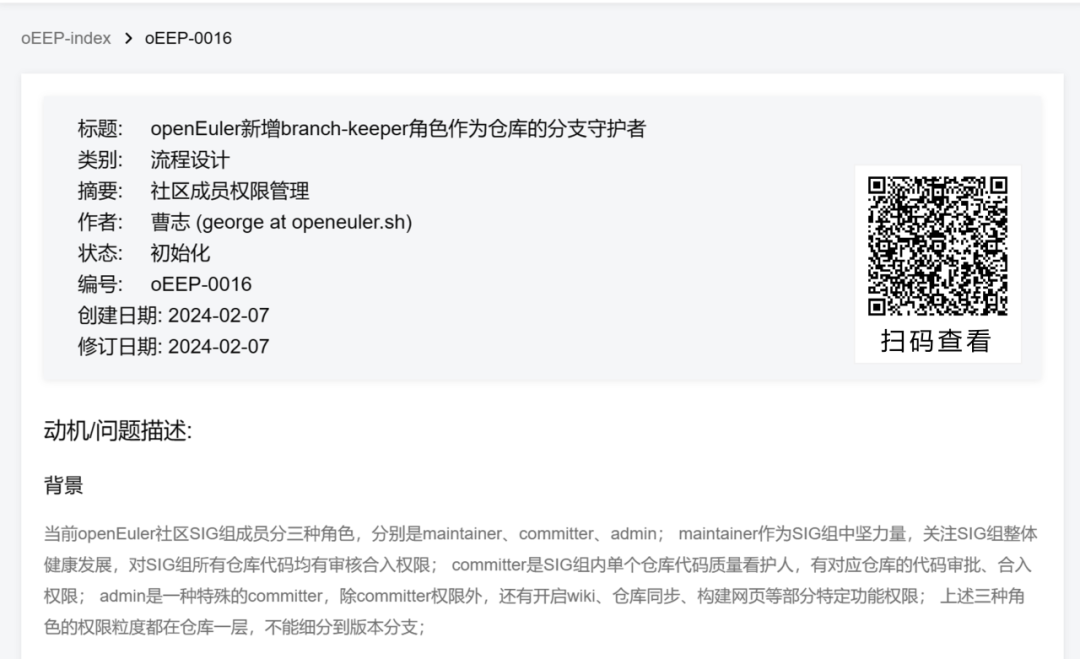 oEEP-index > oEEP-0016
标题: openEuler新增branch-keeper角色作为仓库的分支守护者
类别: 流程设计
摘要: 社区成员权限管理
作者: 曹志 (george at openeuler.sh)
状态: 初始化
编号: oEEP-0016
创建日期: 2024-02-07
修订日期: 2024-02-07
扫码查看
动机/问题描述:
背景
当前openEuler社区SIG组成员分三种角色，分别是maintainer、committer、admin； maintainer作为SIG组中坚力量，关注SIG组整体
健康发展，对SIG组所有仓库代码均有审核合入权限； committer是SIG组内单个仓库代码质量看护人，有对应仓库的代码审批、合入
权限； admin是一种特殊的committer，除committer权限外，还有开启wiki、仓库同步、构建网页等部分特定功能权限； 上述三种角
色的权限粒度都在仓库一层，不能细分到版本分支；